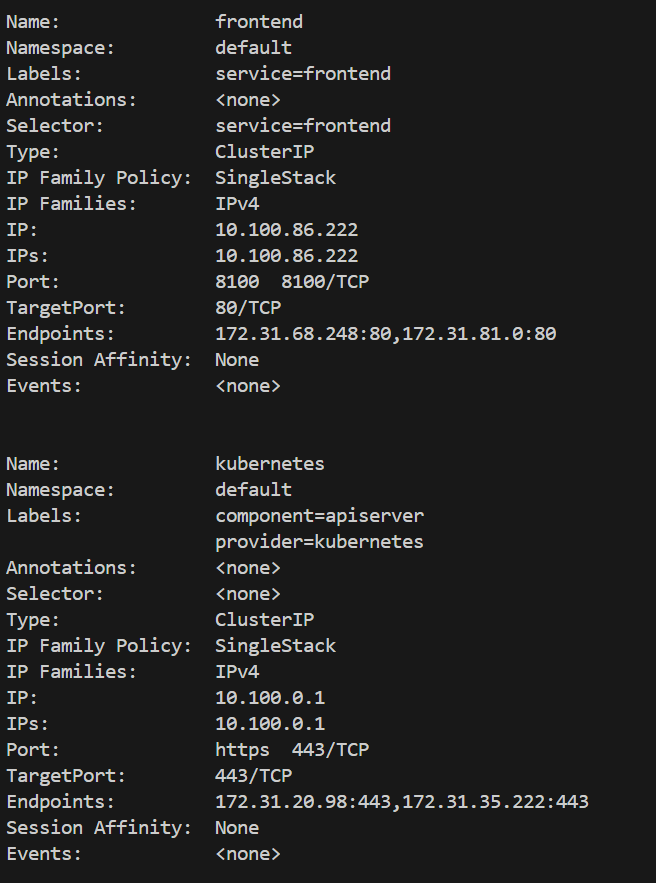 Name:              frontend
Namespace:         default
Labels:            service=frontend
Annotations:       <none>
Selector:          service=frontend
Type:              ClusterIP
IP Family Policy:  SingleStack
IP Families:       IPv4
IP:                10.100.86.222
IPs:               10.100.86.222
Port:              8100  8100/TCP
TargetPort:        80/TCP
Endpoints:         172.31.68.248:80,172.31.81.0:80
Session Affinity:  None
Events:            <none>

Name:              kubernetes
Namespace:         default
Labels:            component=apiserver
                   provider=kubernetes
Annotations:       <none>
Selector:          <none>
Type:              ClusterIP
IP Family Policy:  SingleStack
IP Families:       IPv4
IP:                10.100.0.1
IPs:               10.100.0.1
Port:              https  443/TCP
TargetPort:        443/TCP
Endpoints:         172.31.20.98:443,172.31.35.222:443
Session Affinity:  None
Events:            <none>